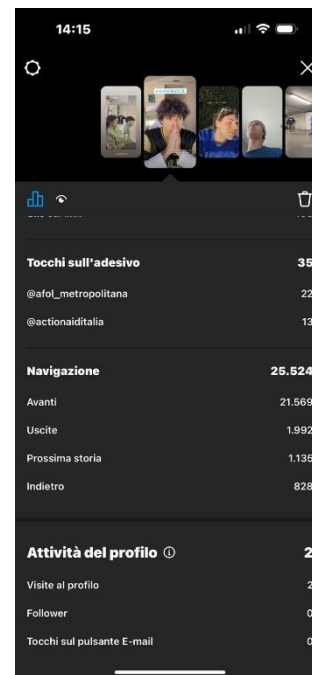 14:15
Tocchi sull'adesivo 35
@afol_metropolitana 22
@actionaiditalia 13
Navigazione 25.524
Avanti 21.569
Uscite 1.992
Prossima storia 1.135
Indietro 828
Attività del profilo 2
Visite al profilo 2
Follower 0
Tocchi sul pulsante E-mail 0